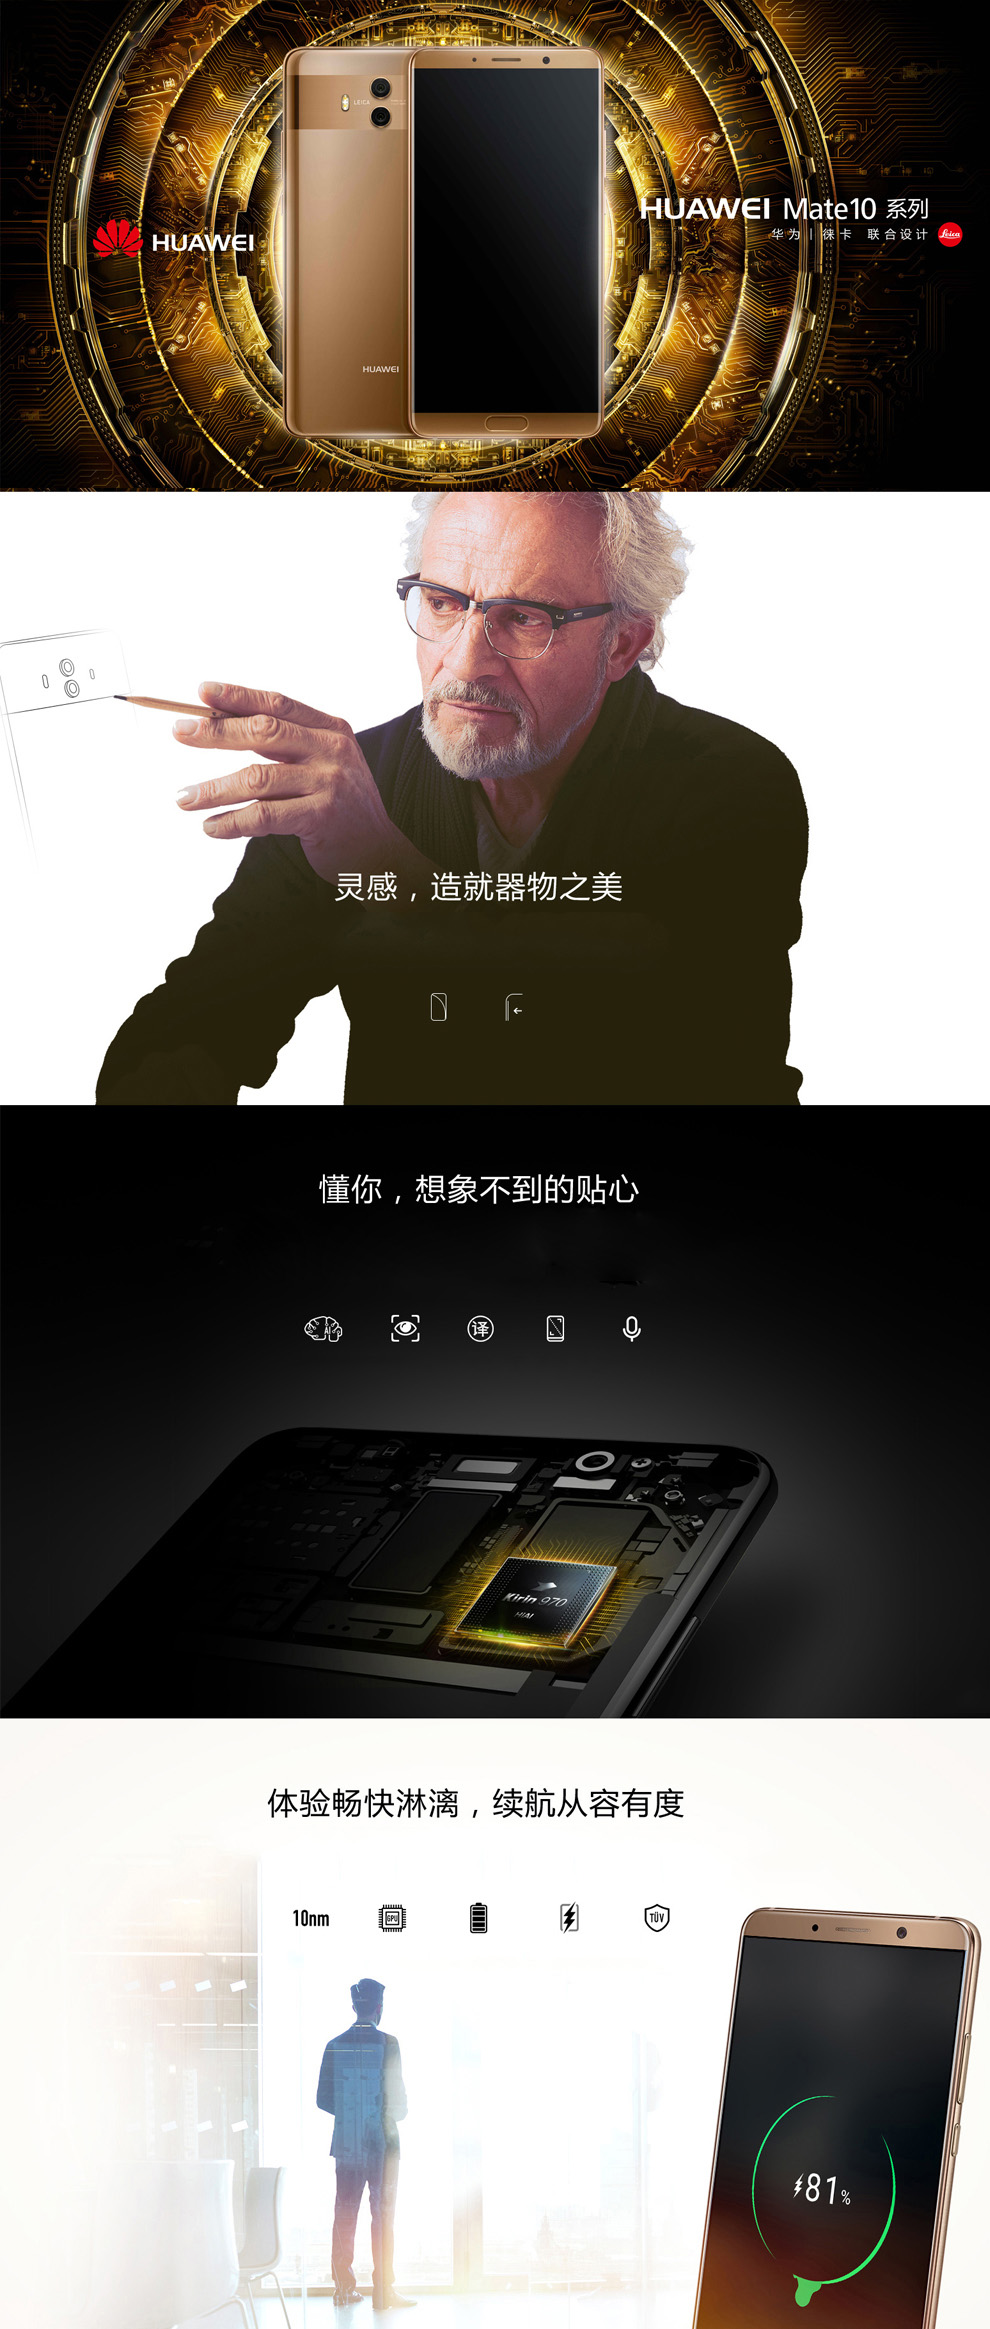 LEICA
HUAWEI
HUAWEI
HUAWEI Mate10 系列
华为 | 徕卡 联合设计
Leica
灵感，造就器物之美
懂你，想象不到的贴心
AI
译
Kirin 970
HiAI
体验畅快淋漓，续航从容有度
10nm
GPU
TÜV
81%